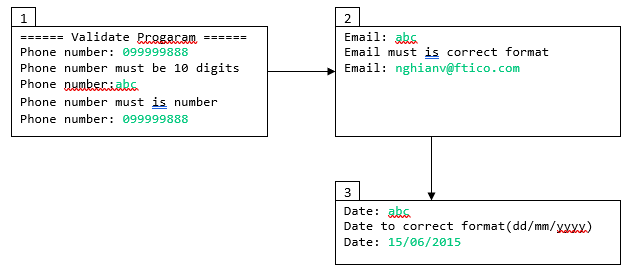 1
====== Validate Progaram ======
Phone number: 099999888
Phone number must be 10 digits
Phone number:abc
Phone number must is number
Phone number: 099999888
2
Email: abc
Email must is correct format
Email: nghianv@ftico.com
3
Date: abc
Date to correct format(dd/mm/yyyy)
Date: 15/06/2015